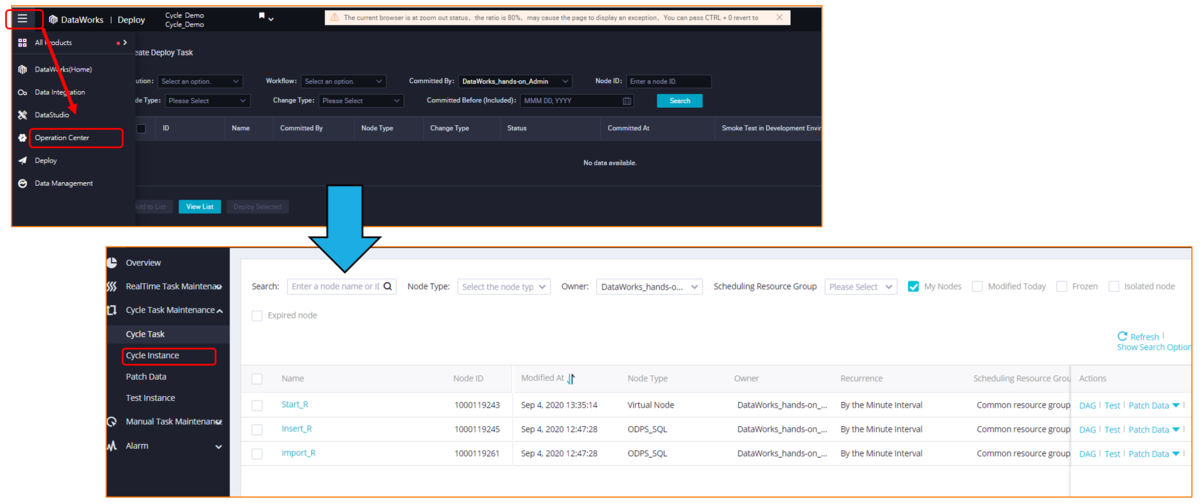 DataWorks | Deploy
Cycle_Demo
Cycle_Demo
The current browser is at zoom out status, the ratio is 80%, may cause the page to display an exception, You can pass CTRL + 0 revert to
All Products
DataWorks(Home)
Data Integration
DataStudio
Operation Center
Deploy
Data Management
eate Deploy Task
ution: Select an option. Workflow: Select an option. Committed By: DataWorks_hands-on_Admin Node ID: Enter a node ID.
de Type: Please Select Change Type: Please Select Committed Before (Included): MMM DD, YYYY Search
ID Name Committed By Node Type Change Type Status Committed At Smoke Test in Development Envir
No data available.
dd to List View List Deploy Selected
Overview
RealTime Task Maintenan
Cycle Task Maintenance
Cycle Task
Cycle Instance
Patch Data
Test Instance
Manual Task Maintenance
Alarm
Search: Enter a node name or ID Node Type: Select the node typ Owner: DataWorks_hands-o... Scheduling Resource Group Please Select My Nodes Modified Today Frozen Isolated node
Expired node
Refresh
Show Search Option
Name Node ID Modified At Node Type Owner Recurrence Scheduling Resource Grou Actions
Start_R 1000119243 Sep 4, 2020 13:35:14 Virtual Node DataWorks_hands-on_... By the Minute Interval Common resource group DAG | Test | Patch Data
Insert_R 1000119245 Sep 4, 2020 12:47:28 ODPS_SQL DataWorks_hands-on_... By the Minute Interval Common resource group DAG | Test | Patch Data
import_R 1000119261 Sep 4, 2020 12:47:28 ODPS_SQL DataWorks_hands-on_... By the Minute Interval Common resource group DAG | Test | Patch Data